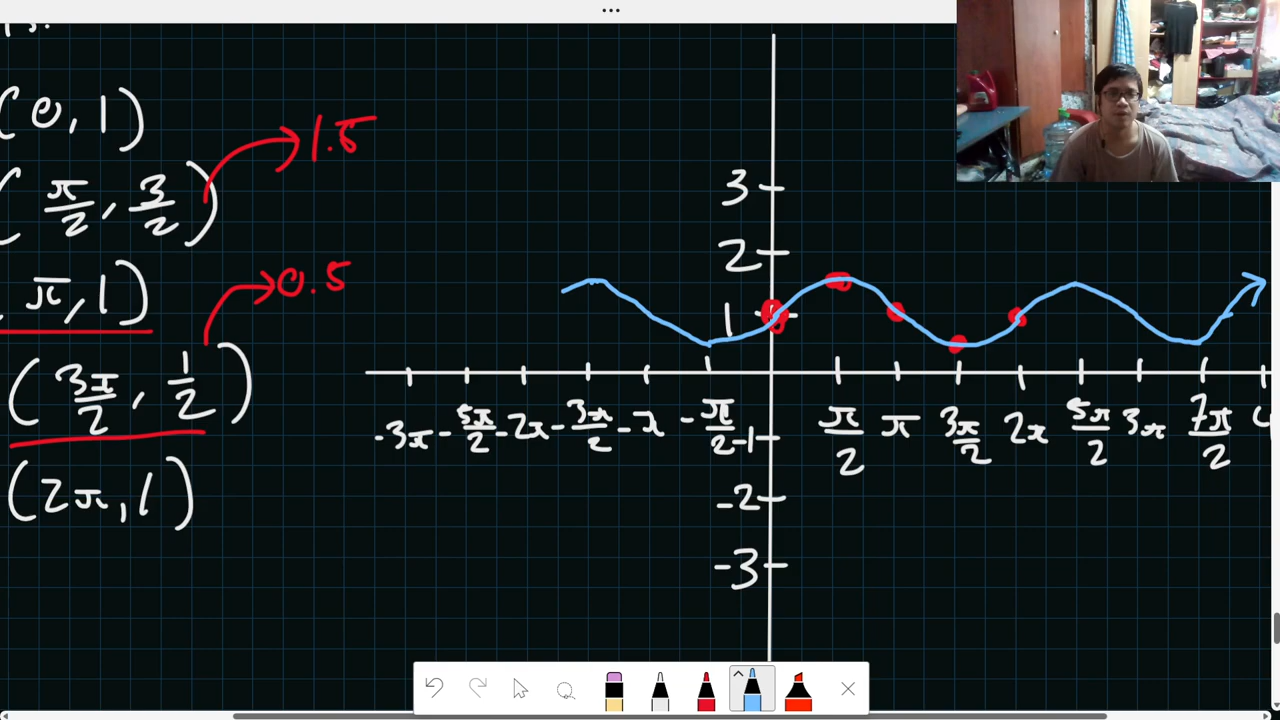 (0, 1)
(π/2, 3/2)
1.5
π, 1)
0.5
(3π/2, 1/2)
(2π, 1)
3
2
1
-3π -5π/2 -2π -3π/2 -π -π/2 π/2 π 3π/2 2π 5π/2 3π 7π/2
-1
-2
-3